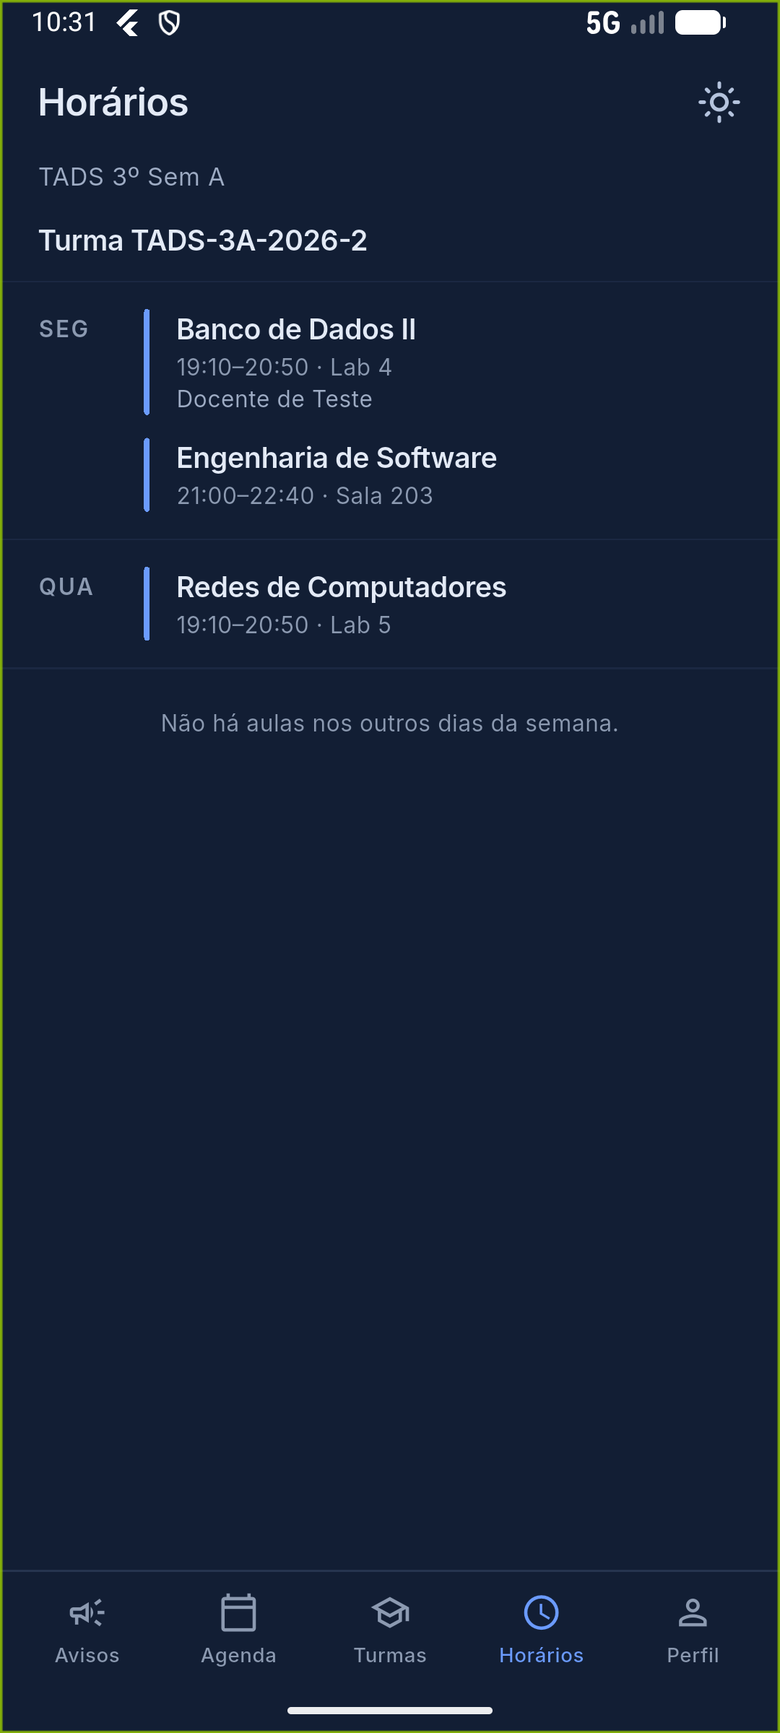 10:31
5G
Horários
TADS 3º Sem A
Turma TADS-3A-2026-2
SEG
Banco de Dados II
19:10–20:50 · Lab 4
Docente de Teste
Engenharia de Software
21:00–22:40 · Sala 203
QUA
Redes de Computadores
19:10–20:50 · Lab 5
Não há aulas nos outros dias da semana.
Avisos
Agenda
Turmas
Horários
Perfil